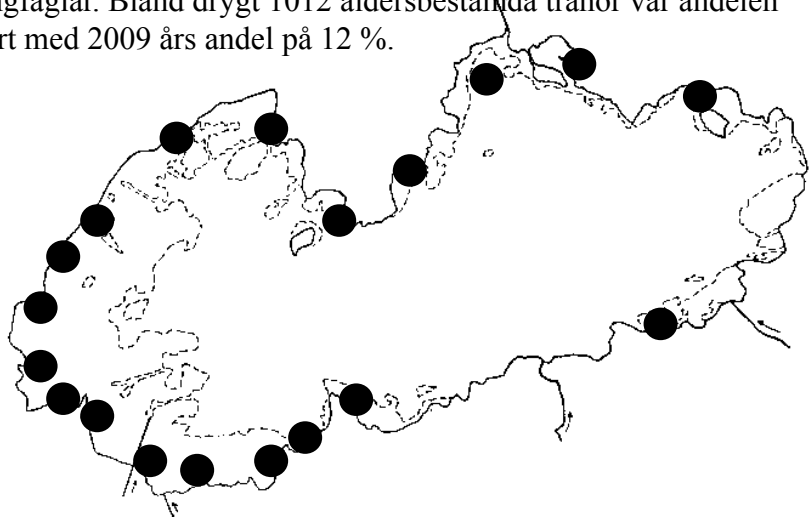 ngfåglar. Bland drygt 1012 åldersbestämda tranor var andelen
rt med 2009 års andel på 12 %.